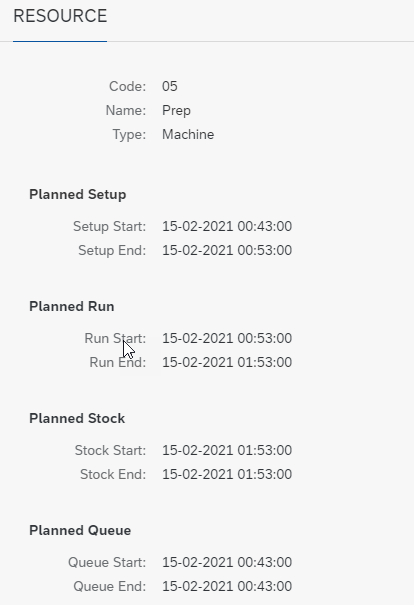 RESOURCE
Code: 05
Name: Prep
Type: Machine
Planned Setup
Setup Start: 15-02-2021 00:43:00
Setup End: 15-02-2021 00:53:00
Planned Run
Run Start: 15-02-2021 00:53:00
Run End: 15-02-2021 01:53:00
Planned Stock
Stock Start: 15-02-2021 01:53:00
Stock End: 15-02-2021 01:53:00
Planned Queue
Queue Start: 15-02-2021 00:43:00
Queue End: 15-02-2021 00:43:00